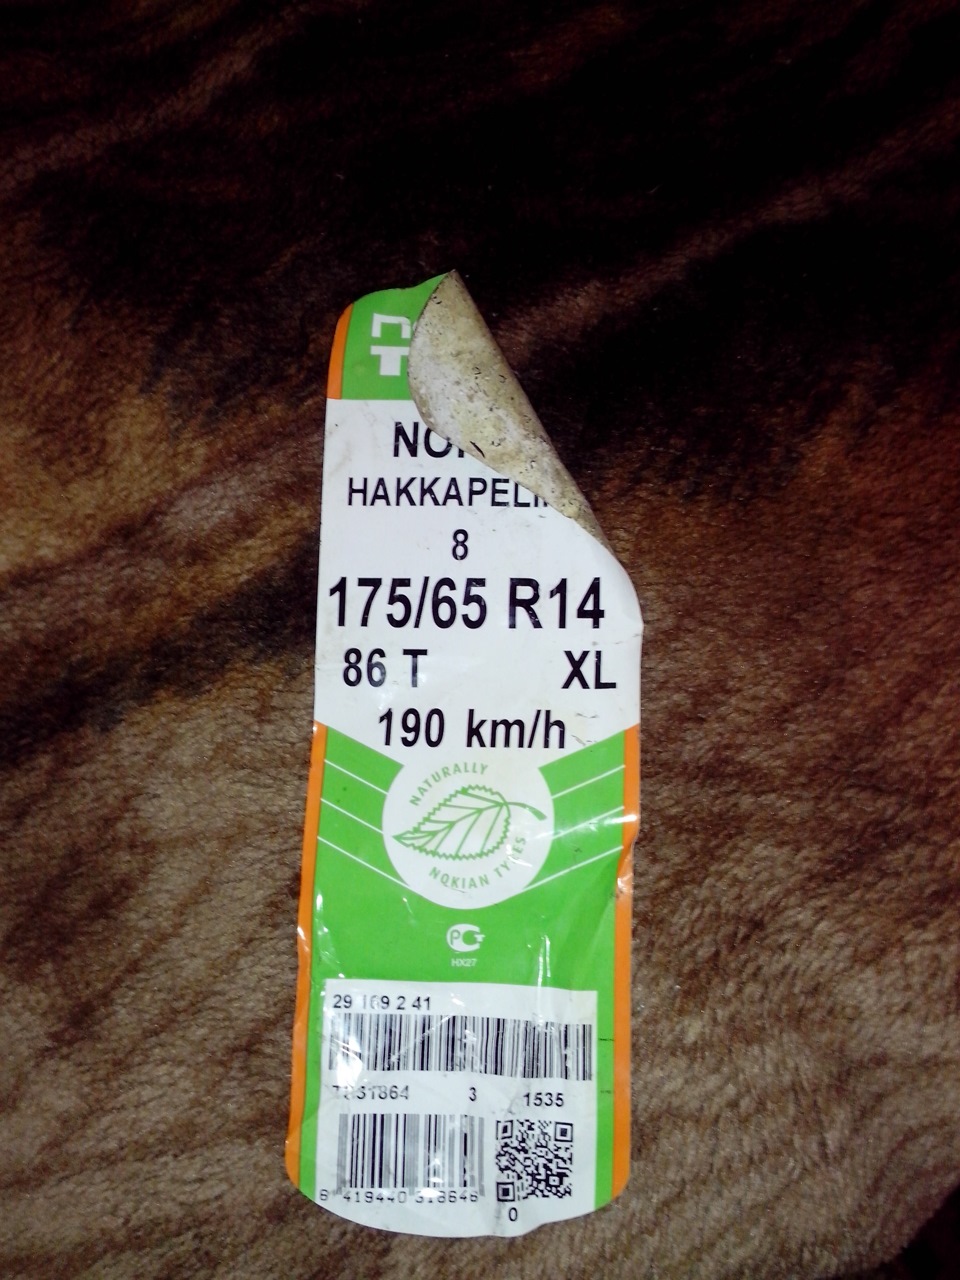 HAKKAPELI
8
175/65 R14
86 T XL
190 km/h
NATURALLY
NOKIAN TYRES
HX27
29 169 2 41
3 1535
0